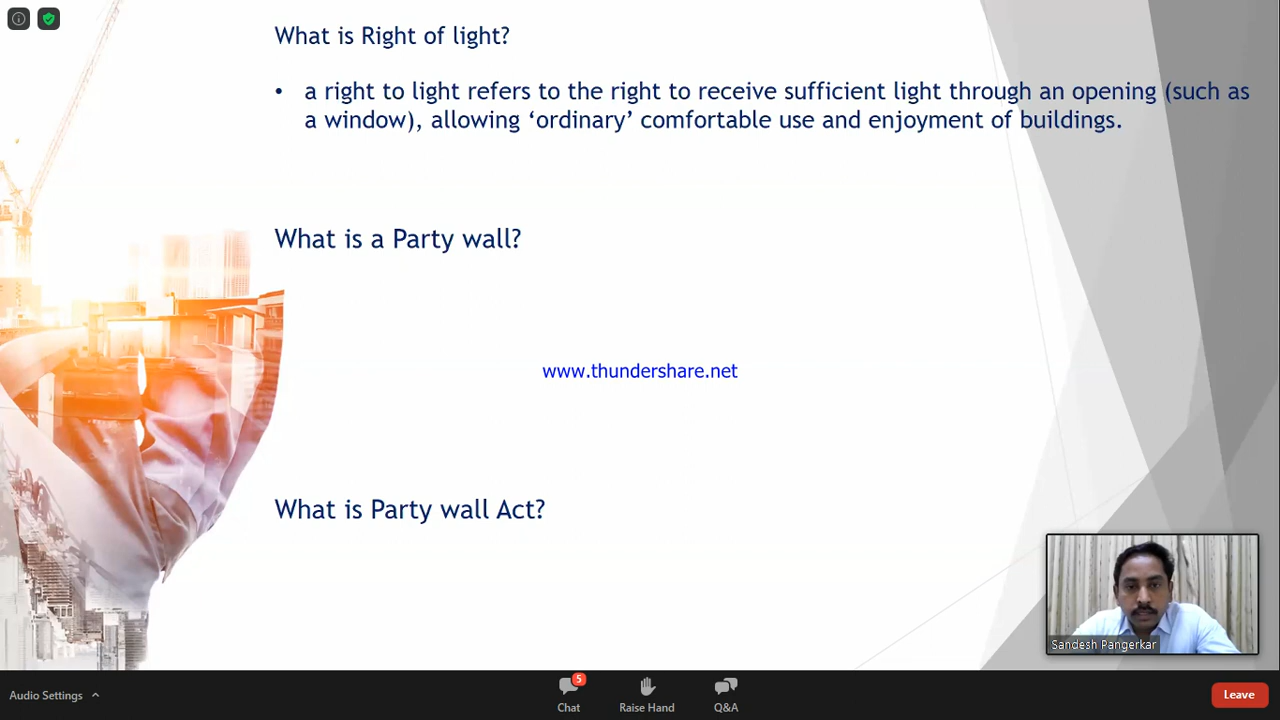 What is Right of light?
• a right to light refers to the right to receive sufficient light through an opening (such as
a window), allowing ‘ordinary’ comfortable use and enjoyment of buildings.
What is a Party wall?
www.thundershare.net
What is Party wall Act?
Sandesh Pangerkar
Audio Settings
5
Chat
Raise Hand
Q&A
Leave